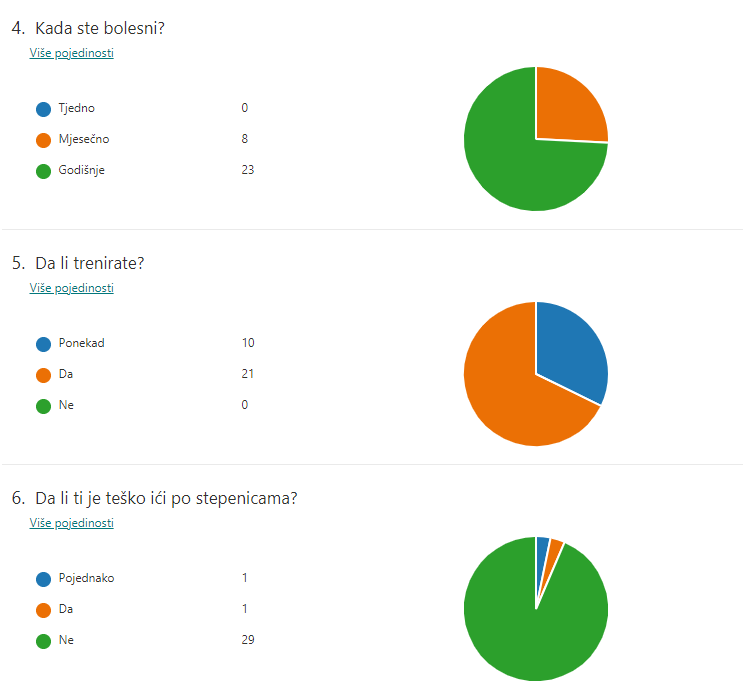 4. Kada ste bolesni?
Više pojedinosti
Tjedno 0
Mjesečno 8
Godišnje 23
5. Da li trenirate?
Više pojedinosti
Ponekad 10
Da 21
Ne 0
6. Da li ti je teško ići po stepenicama?
Više pojedinosti
Pojednako 1
Da 1
Ne 29